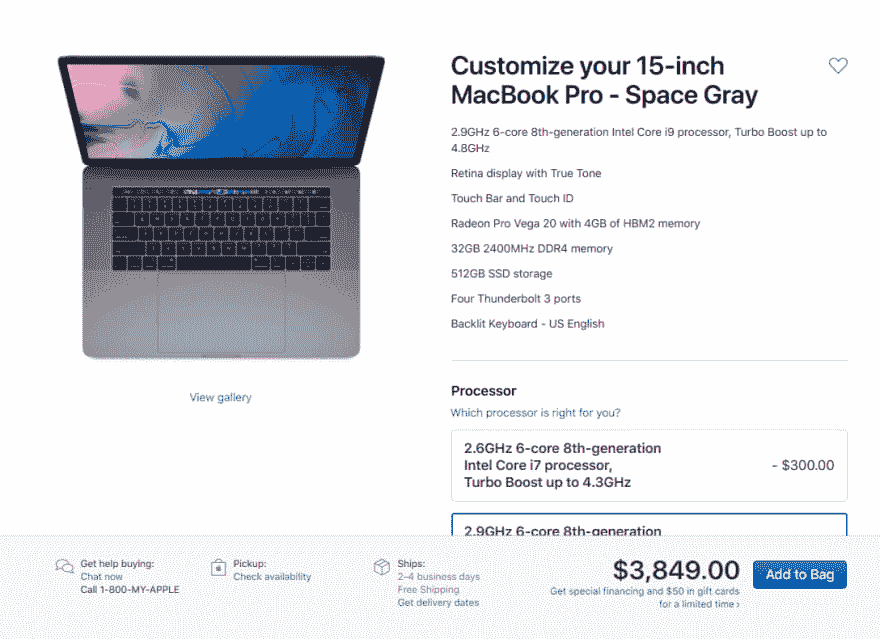 Customize your 15-inch
MacBook Pro - Space Gray
2.9GHz 6-core 8th-generation Intel Core i9 processor, Turbo Boost up to
4.8GHz
Retina display with True Tone
Touch Bar and Touch ID
Radeon Pro Vega 20 with 4GB of HBM2 memory
32GB 2400MHz DDR4 memory
512GB SSD storage
Four Thunderbolt 3 ports
Backlit Keyboard - US English
View gallery
Processor
Which processor is right for you?
2.6GHz 6-core 8th-generation
Intel Core i7 processor,
Turbo Boost up to 4.3GHz
- $300.00
2.9GHz 6-core 8th-generation
Get help buying:
Chat now
Call 1-800-MY-APPLE
Pickup:
Check availability
Ships:
2–4 business days
Free Shipping
Get delivery dates
$3,849.00
Get special financing and $50 in gift cards
for a limited time ›
Add to Bag